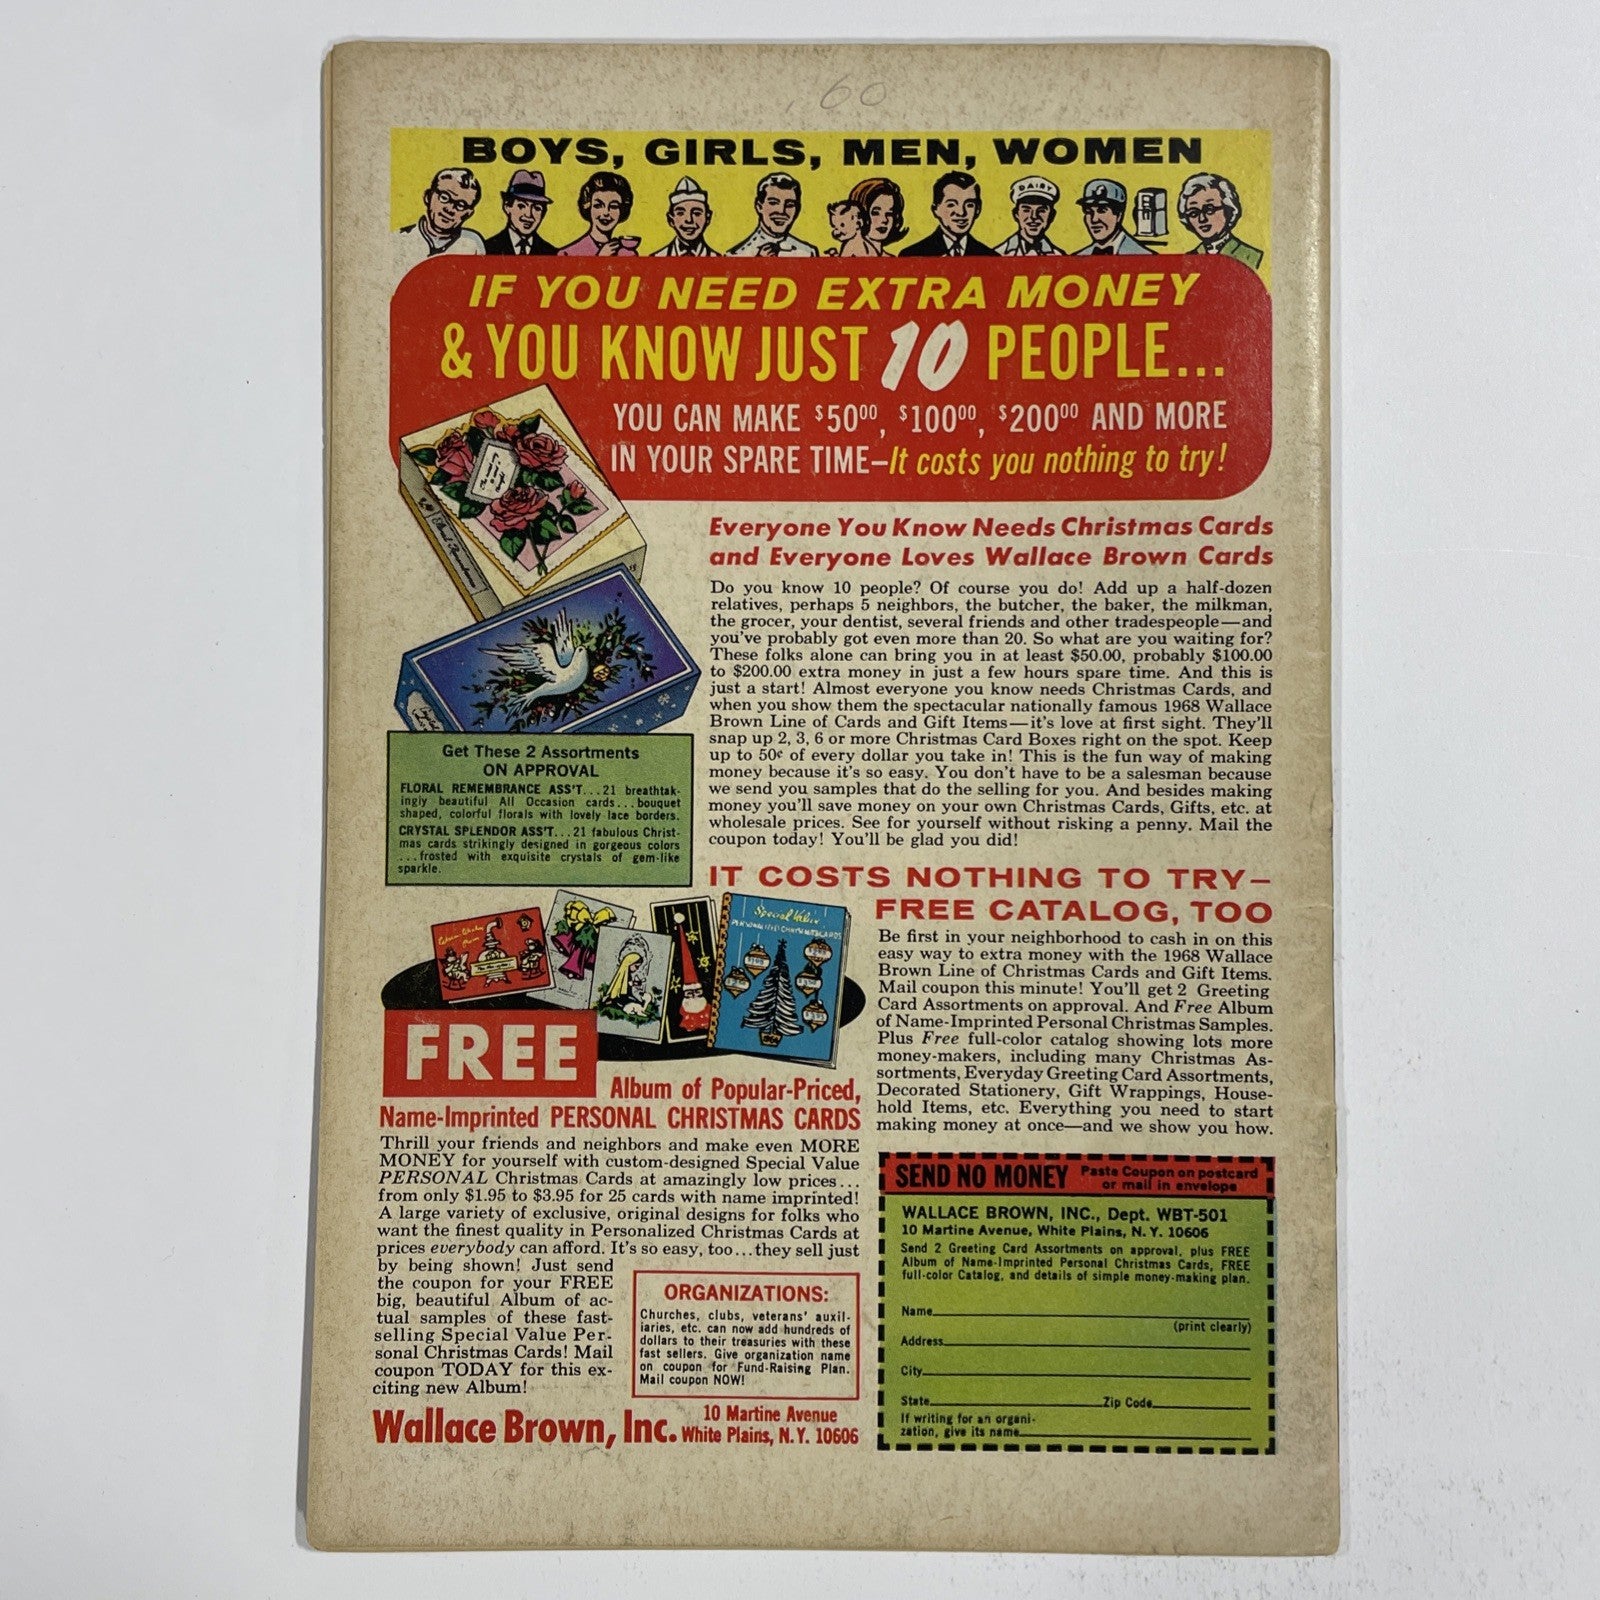 .60
BOYS, GIRLS, MEN, WOMEN
DAIRY
IF YOU NEED EXTRA MONEY
& YOU KNOW JUST 10 PEOPLE...
YOU CAN MAKE $50⁰⁰, $100⁰⁰, $200⁰⁰ AND MORE
IN YOUR SPARE TIME—It costs you nothing to try!
Everyone You Know Needs Christmas Cards
and Everyone Loves Wallace Brown Cards
Do you know 10 people? Of course you do! Add up a half-dozen
relatives, perhaps 5 neighbors, the butcher, the baker, the milkman,
the grocer, your dentist, several friends and other tradespeople—and
you've probably got even more than 20. So what are you waiting for?
These folks alone can bring you in at least $50.00, probably $100.00
to $200.00 extra money in just a few hours spare time. And this is
just a start! Almost everyone you know needs Christmas Cards, and
when you show them the spectacular nationally famous 1968 Wallace
Brown Line of Cards and Gift Items—it's love at first sight. They'll
snap up 2, 3, 6 or more Christmas Card Boxes right on the spot. Keep
up to 50¢ of every dollar you take in! This is the fun way of making
money because it's so easy. You don't have to be a salesman because
we send you samples that do the selling for you. And besides making
money you'll save money on your own Christmas Cards, Gifts, etc. at
wholesale prices. See for yourself without risking a penny. Mail the
coupon today! You'll be glad you did!
Get These 2 Assortments
ON APPROVAL
FLORAL REMEMBRANCE ASS'T...21 breathtak-
ingly beautiful All Occasion cards...bouquet
shaped, colorful florals with lovely lace borders.
CRYSTAL SPLENDOR ASS'T...21 fabulous Christ-
mas cards strikingly designed in gorgeous colors
...frosted with exquisite crystals of gem-like
sparkle.
IT COSTS NOTHING TO TRY—
FREE CATALOG, TOO
Be first in your neighborhood to cash in on this
easy way to extra money with the 1968 Wallace
Brown Line of Christmas Cards and Gift Items.
Mail coupon this minute! You'll get 2 Greeting
Card Assortments on approval. And Free Album
of Name-Imprinted Personal Christmas Samples.
Plus Free full-color catalog showing lots more
money-makers, including many Christmas As-
sortments, Everyday Greeting Card Assortments,
Decorated Stationery, Gift Wrappings, House-
hold Items, etc. Everything you need to start
making money at once—and we show you how.
Special Value
PERSONALIZED CHRISTMAS CARDS
FREE
Album of Popular-Priced,
Name-Imprinted PERSONAL CHRISTMAS CARDS
Thrill your friends and neighbors and make even MORE
MONEY for yourself with custom-designed Special Value
PERSONAL Christmas Cards at amazingly low prices...
from only $1.95 to $3.95 for 25 cards with name imprinted!
A large variety of exclusive, original designs for folks who
want the finest quality in Personalized Christmas Cards at
prices everybody can afford. It's so easy, too...they sell just
by being shown! Just send
the coupon for your FREE
big, beautiful Album of ac-
tual samples of these fast-
selling Special Value Per-
sonal Christmas Cards! Mail
coupon TODAY for this ex-
citing new Album!
ORGANIZATIONS:
Churches, clubs, veterans' auxil-
iaries, etc. can now add hundreds of
dollars to their treasuries with these
fast sellers. Give organization name
on coupon for Fund-Raising Plan.
Mail coupon NOW!
Wallace Brown, Inc. 10 Martine Avenue
White Plains, N.Y. 10606
SEND NO MONEY Paste Coupon on postcard
or mail in envelope
WALLACE BROWN, INC., Dept. WBT-501
10 Martine Avenue, White Plains, N.Y. 10606
Send 2 Greeting Card Assortments on approval, plus FREE
Album of Name-Imprinted Personal Christmas Cards, FREE
full-color Catalog, and details of simple money-making plan.
Name
(print clearly)
Address
City
State Zip Code
If writing for an organi-
zation, give its name